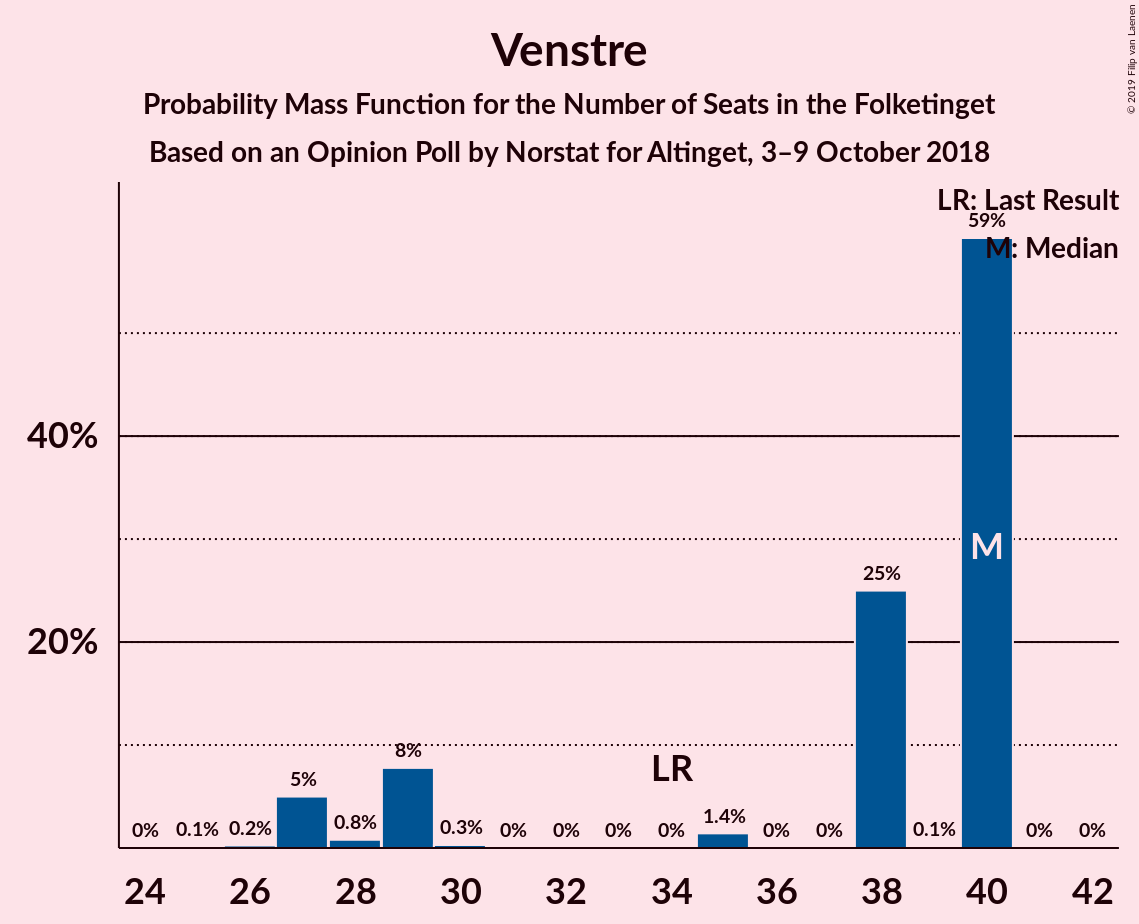 Venstre
Probability Mass Function for the Number of Seats in the Folketinget
Based on an Opinion Poll by Norstat for Altinget, 3–9 October 2018
© 2019 Filip van Laenen
LR: Last Result
M: Median
40%
20%
0%
0.1%
0.2%
5%
0.8%
8%
0.3%
0%
0%
0%
0%
LR
1.4%
0%
0%
25%
0.1%
59%
M
0%
0%
24 26 28 30 32 34 36 38 40 42